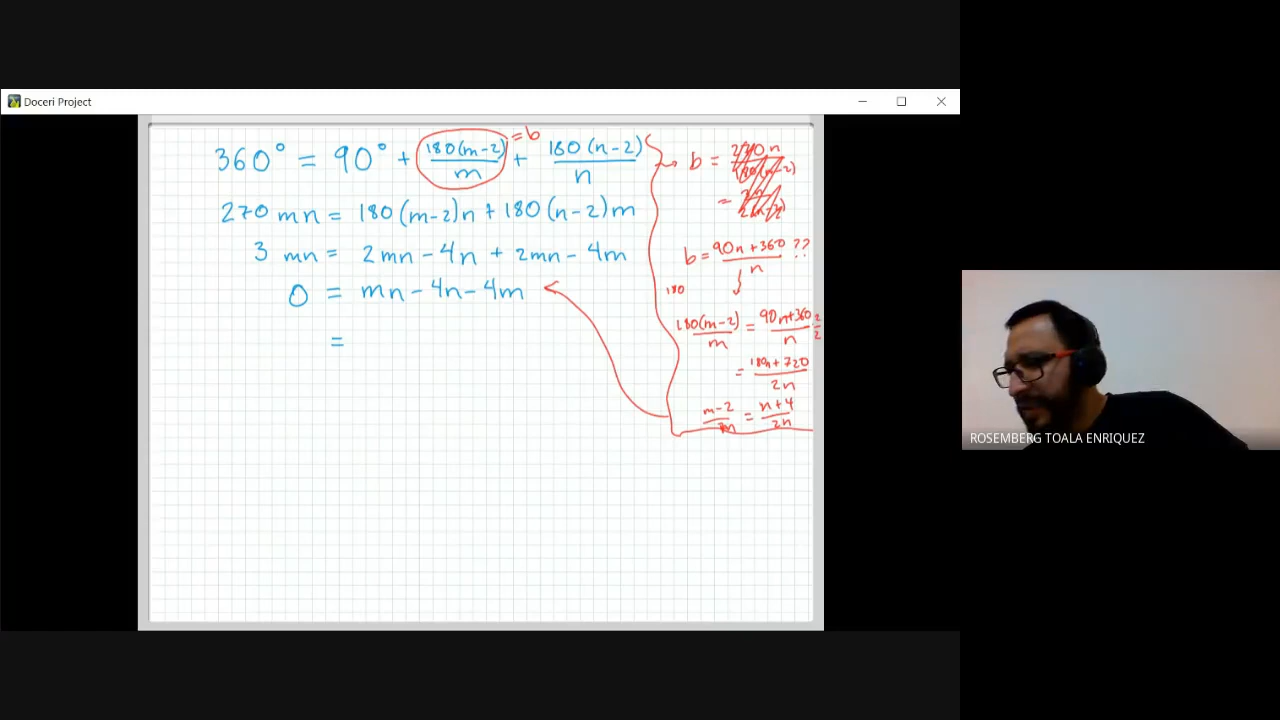 Doceri Project
360° = 90° + 180(m-2)/m + 180(n-2)/n
= b
270 mn = 180(m-2)n + 180(n-2)m
3 mn = 2mn - 4n + 2mn - 4m
0 = mn - 4n - 4m
=
b =
=
b = 90n + 360/n ??
180
180(m-2)/m = 90n+360/n · 2/2
= 180n + 720/2n
m-2/m = n+4/2n
ROSEMBERG TOALA ENRIQUEZ